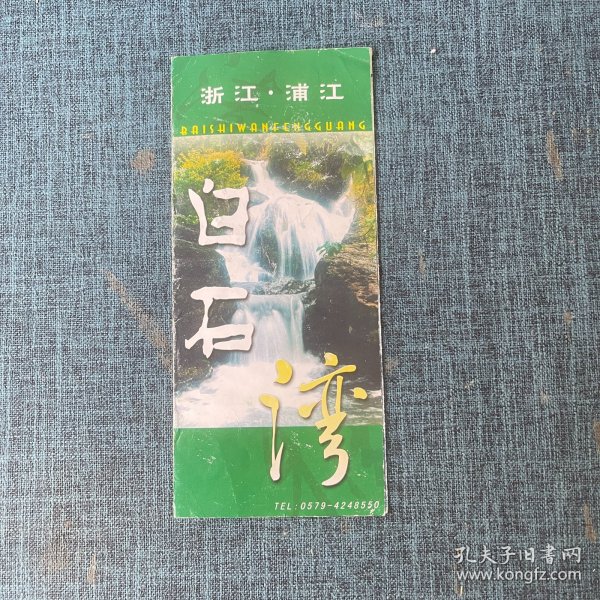 浙江·浦江
BAISHIWANFENGGUANG
白
石
湾
TEL:0579-4248550
孔夫子旧书网
www.kongfz.com